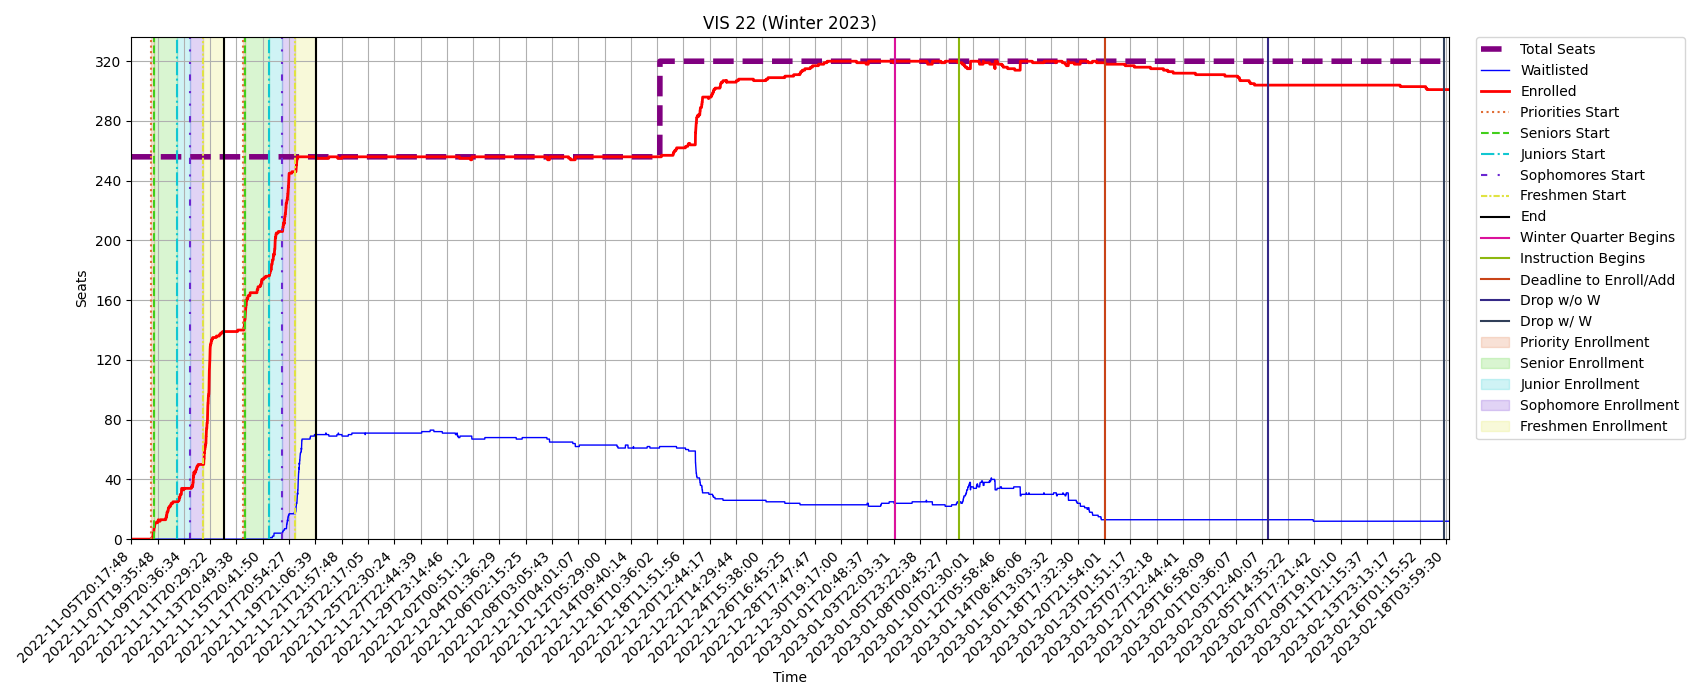 VIS 22 (Winter 2023)
Seats
320
280
240
200
160
120
80
40
0
2022-11-05T20:17:48
2022-11-07T19:35:48
2022-11-09T20:36:34
2022-11-11T20:29:22
2022-11-13T20:49:38
2022-11-15T20:41:50
2022-11-17T20:54:27
2022-11-19T21:06:39
2022-11-21T21:57:48
2022-11-23T22:17:05
2022-11-25T22:30:24
2022-11-27T22:44:39
2022-11-29T23:14:46
2022-12-02T00:51:12
2022-12-04T01:36:29
2022-12-06T02:15:25
2022-12-08T03:05:43
2022-12-10T04:01:07
2022-12-12T05:29:00
2022-12-14T09:40:14
2022-12-16T10:36:02
2022-12-18T11:51:56
2022-12-20T12:44:17
2022-12-22T14:29:44
2022-12-24T15:38:00
2022-12-26T16:45:25
2022-12-28T17:47:47
2022-12-30T19:17:00
2023-01-01T20:48:37
2023-01-03T22:03:31
2023-01-05T23:22:38
2023-01-08T00:45:27
2023-01-10T02:30:01
2023-01-12T05:58:46
2023-01-14T08:46:06
2023-01-16T13:03:32
2023-01-18T17:32:30
2023-01-20T21:54:01
2023-01-23T01:51:17
2023-01-25T07:32:18
2023-01-27T12:44:41
2023-01-29T16:58:09
2023-02-01T10:36:07
2023-02-03T12:40:07
2023-02-05T14:35:22
2023-02-07T17:21:42
2023-02-09T19:10:10
2023-02-11T21:15:37
2023-02-13T23:13:17
2023-02-16T01:15:52
2023-02-18T03:59:30
Time
Total Seats
Waitlisted
Enrolled
Priorities Start
Seniors Start
Juniors Start
Sophomores Start
Freshmen Start
End
Winter Quarter Begins
Instruction Begins
Deadline to Enroll/Add
Drop w/o W
Drop w/ W
Priority Enrollment
Senior Enrollment
Junior Enrollment
Sophomore Enrollment
Freshmen Enrollment